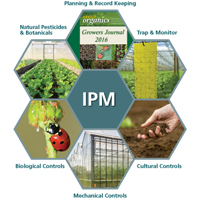 Planning & Record Keeping
organics
Growers Journal
2016
Natural Pesticides
& Botanicals
Trap & Monitor
IPM
Biological Controls
Cultural Controls
Mechanical Controls